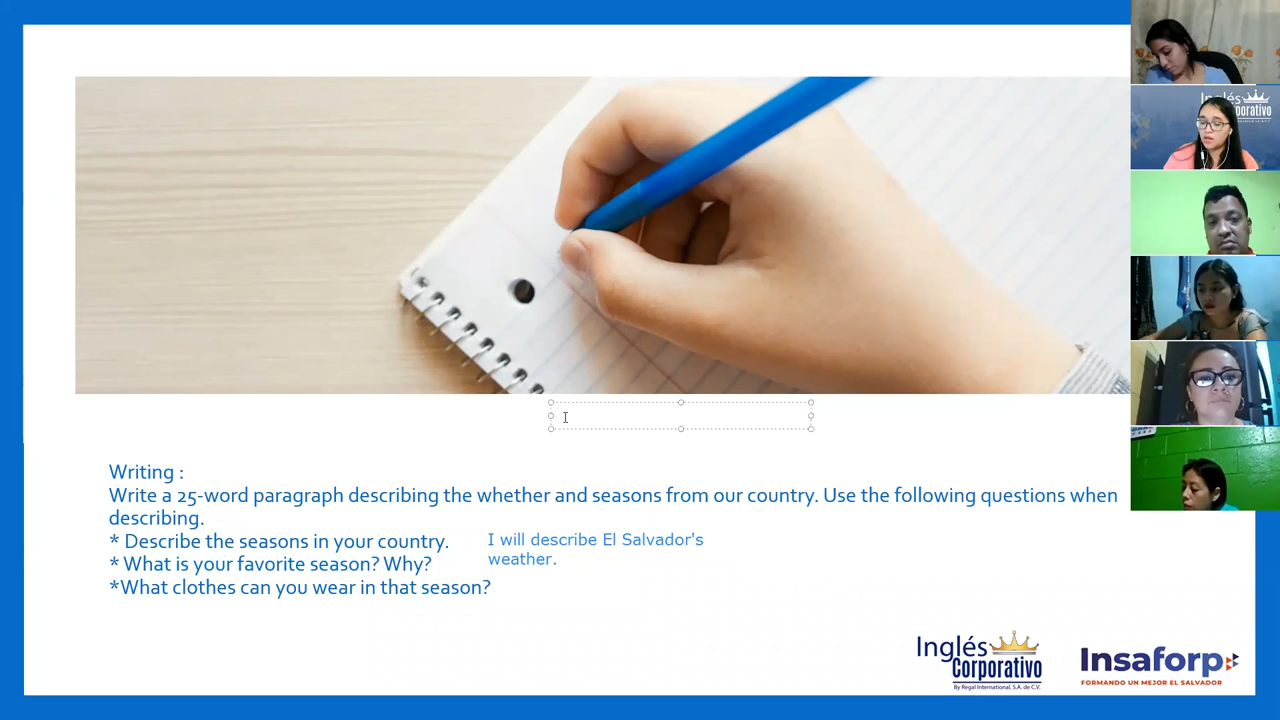 Inglés
Corporativo
Writing :
Write a 25-word paragraph describing the whether and seasons from our country. Use the following questions when
describing.
* Describe the seasons in your country.
I will describe El Salvador's
weather.
* What is your favorite season? Why?
*What clothes can you wear in that season?
Inglés
Corporativo
By Regal International, S.A. de C.V.
Insaforp
FORMANDO UN MEJOR EL SALVADOR